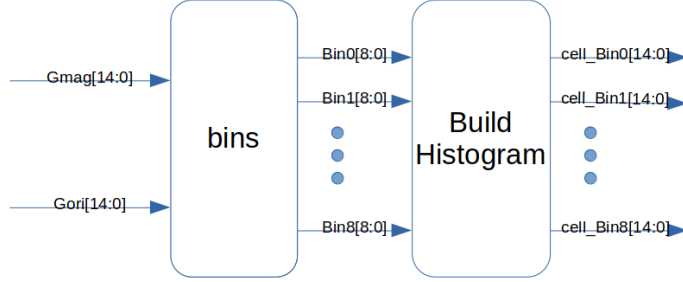 Gmag[14:0]
Gori[14:0]
bins
Bin0[8:0]
Bin1[8:0]
Bin8[8:0]
Build
Histogram
cell_Bin0[14:0]
cell_Bin1[14:0]
cell_Bin8[14:0]